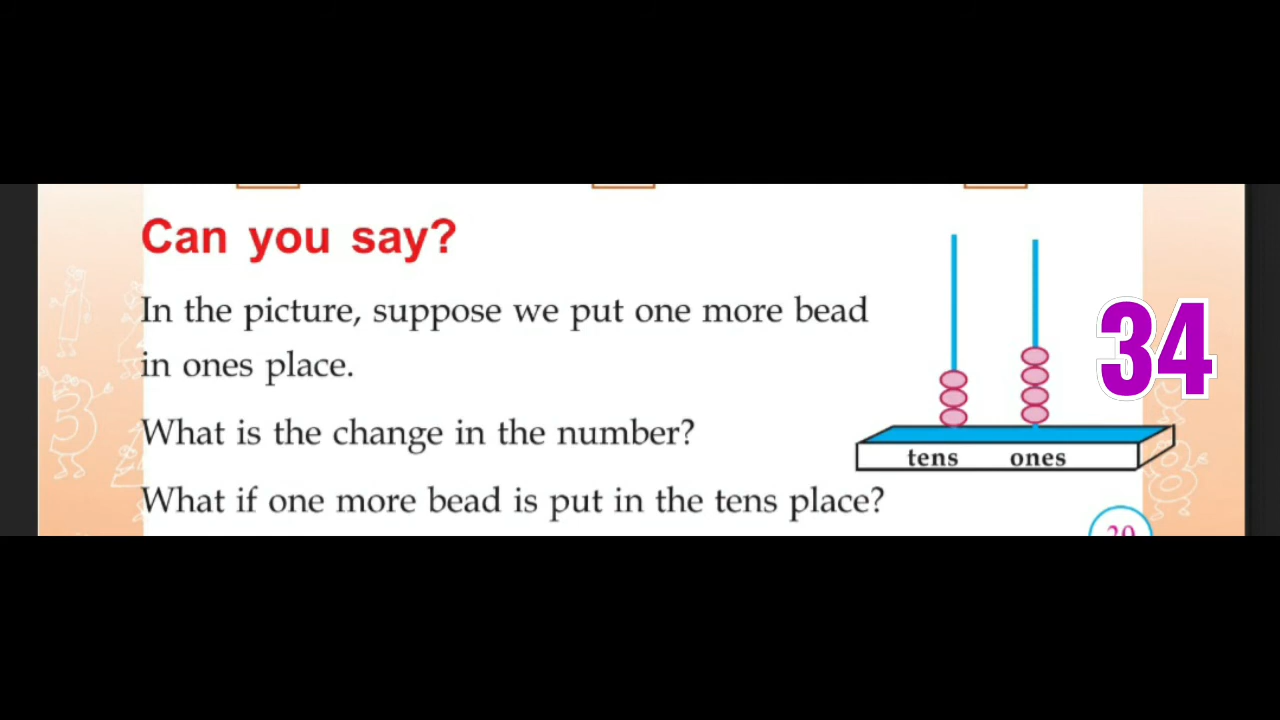 Can you say?
In the picture, suppose we put one more bead
in ones place.
What is the change in the number?
What if one more bead is put in the tens place?
34
tens ones